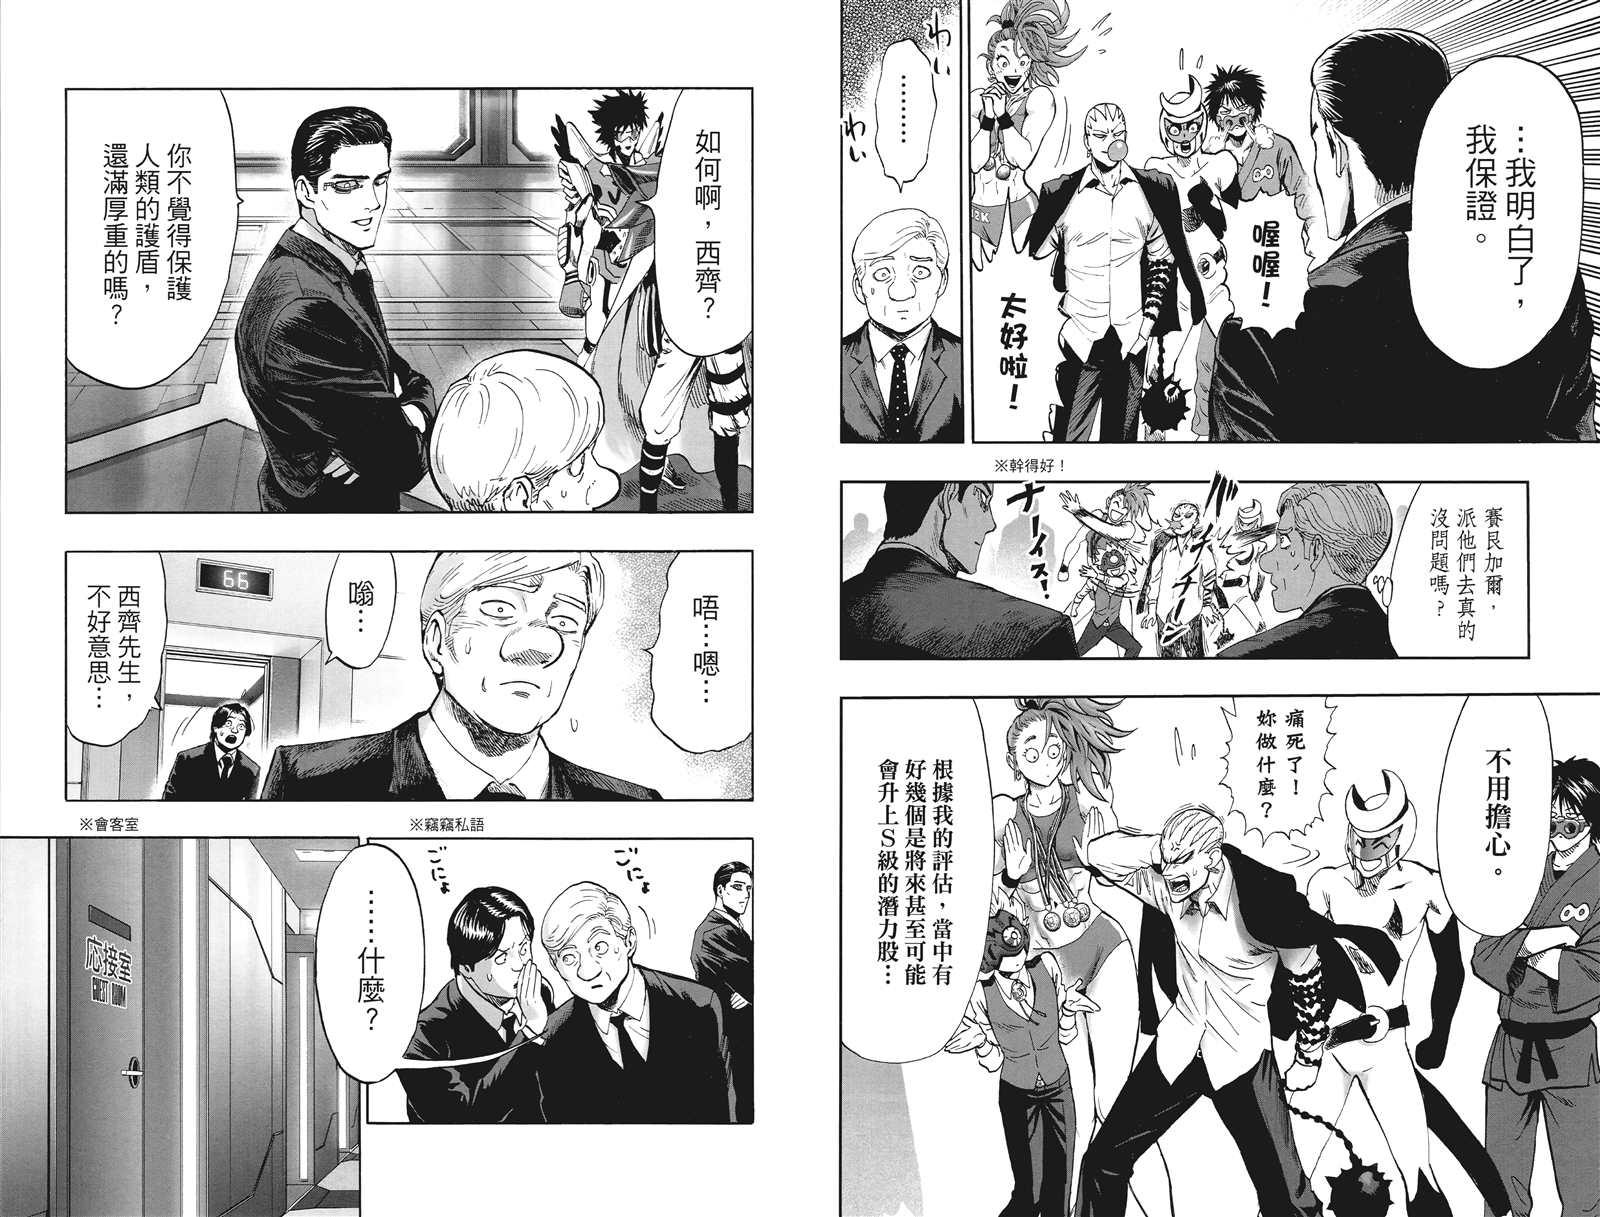 …我明白了，
我保證。
喔喔！
太好啦！
12K
わい
わい
………
※幹得好！
賽艮加爾，
派他們去真的
沒問題嗎？
ナーイス！
バチーン
不用擔心。
痛死了！
妳做什麼？
根據我的評估，當中有
好幾個是將來甚至可能
會升上S級的潛力股…
如何啊，西齊？
你不覺得保護
人類的護盾，
還滿厚重的嗎？
唔…嗯…
嗡…
66
西齊先生，
不好意思…
※竊竊私語
ごにょ
ごにょ
……什麼？
※會客室
応接室
GUEST ROOM